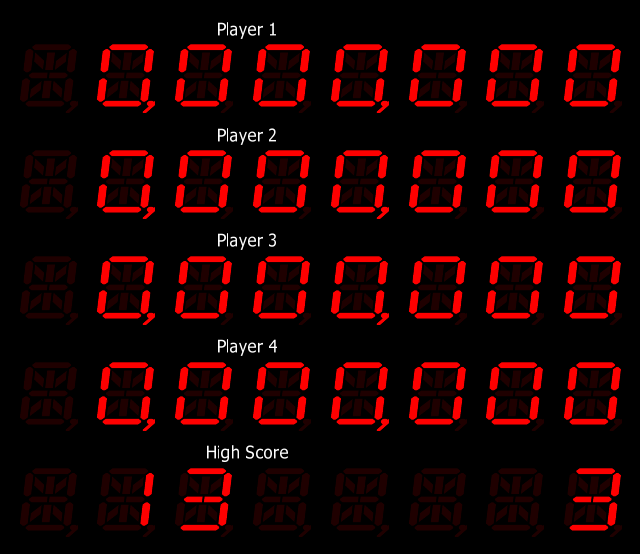 Player 1
0,000,000
Player 2
0,000,000
Player 3
0,000,000
Player 4
0,000,000
High Score
13 3